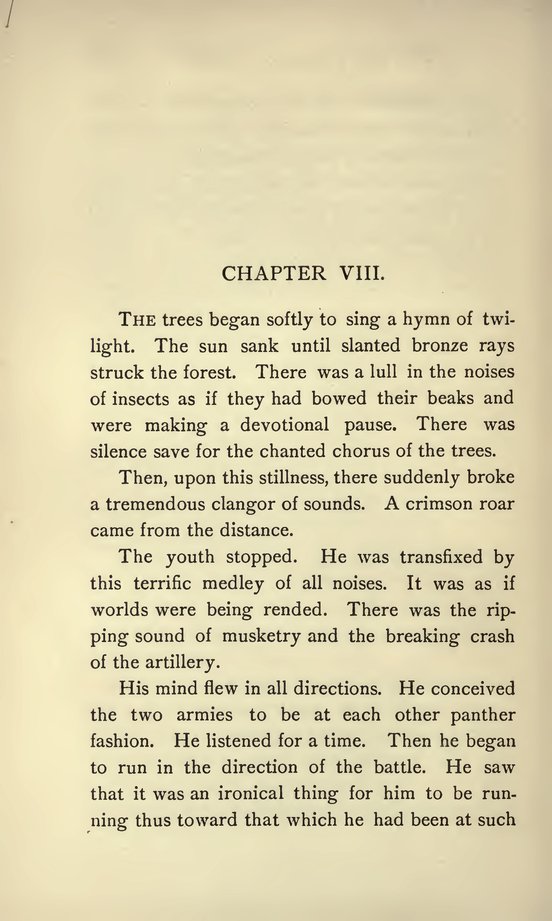 CHAPTER VIII.
THE trees began softly to sing a hymn of twi-
light. The sun sank until slanted bronze rays
struck the forest. There was a lull in the noises
of insects as if they had bowed their beaks and
were making a devotional pause. There was
silence save for the chanted chorus of the trees.
Then, upon this stillness, there suddenly broke
a tremendous clangor of sounds. A crimson roar
came from the distance.
The youth stopped. He was transfixed by
this terrific medley of all noises. It was as if
worlds were being rended. There was the rip-
ping sound of musketry and the breaking crash
of the artillery.
His mind flew in all directions. He conceived
the two armies to be at each other panther
fashion. He listened for a time. Then he began
to run in the direction of the battle. He saw
that it was an ironical thing for him to be run-
ning thus toward that which he had been at such